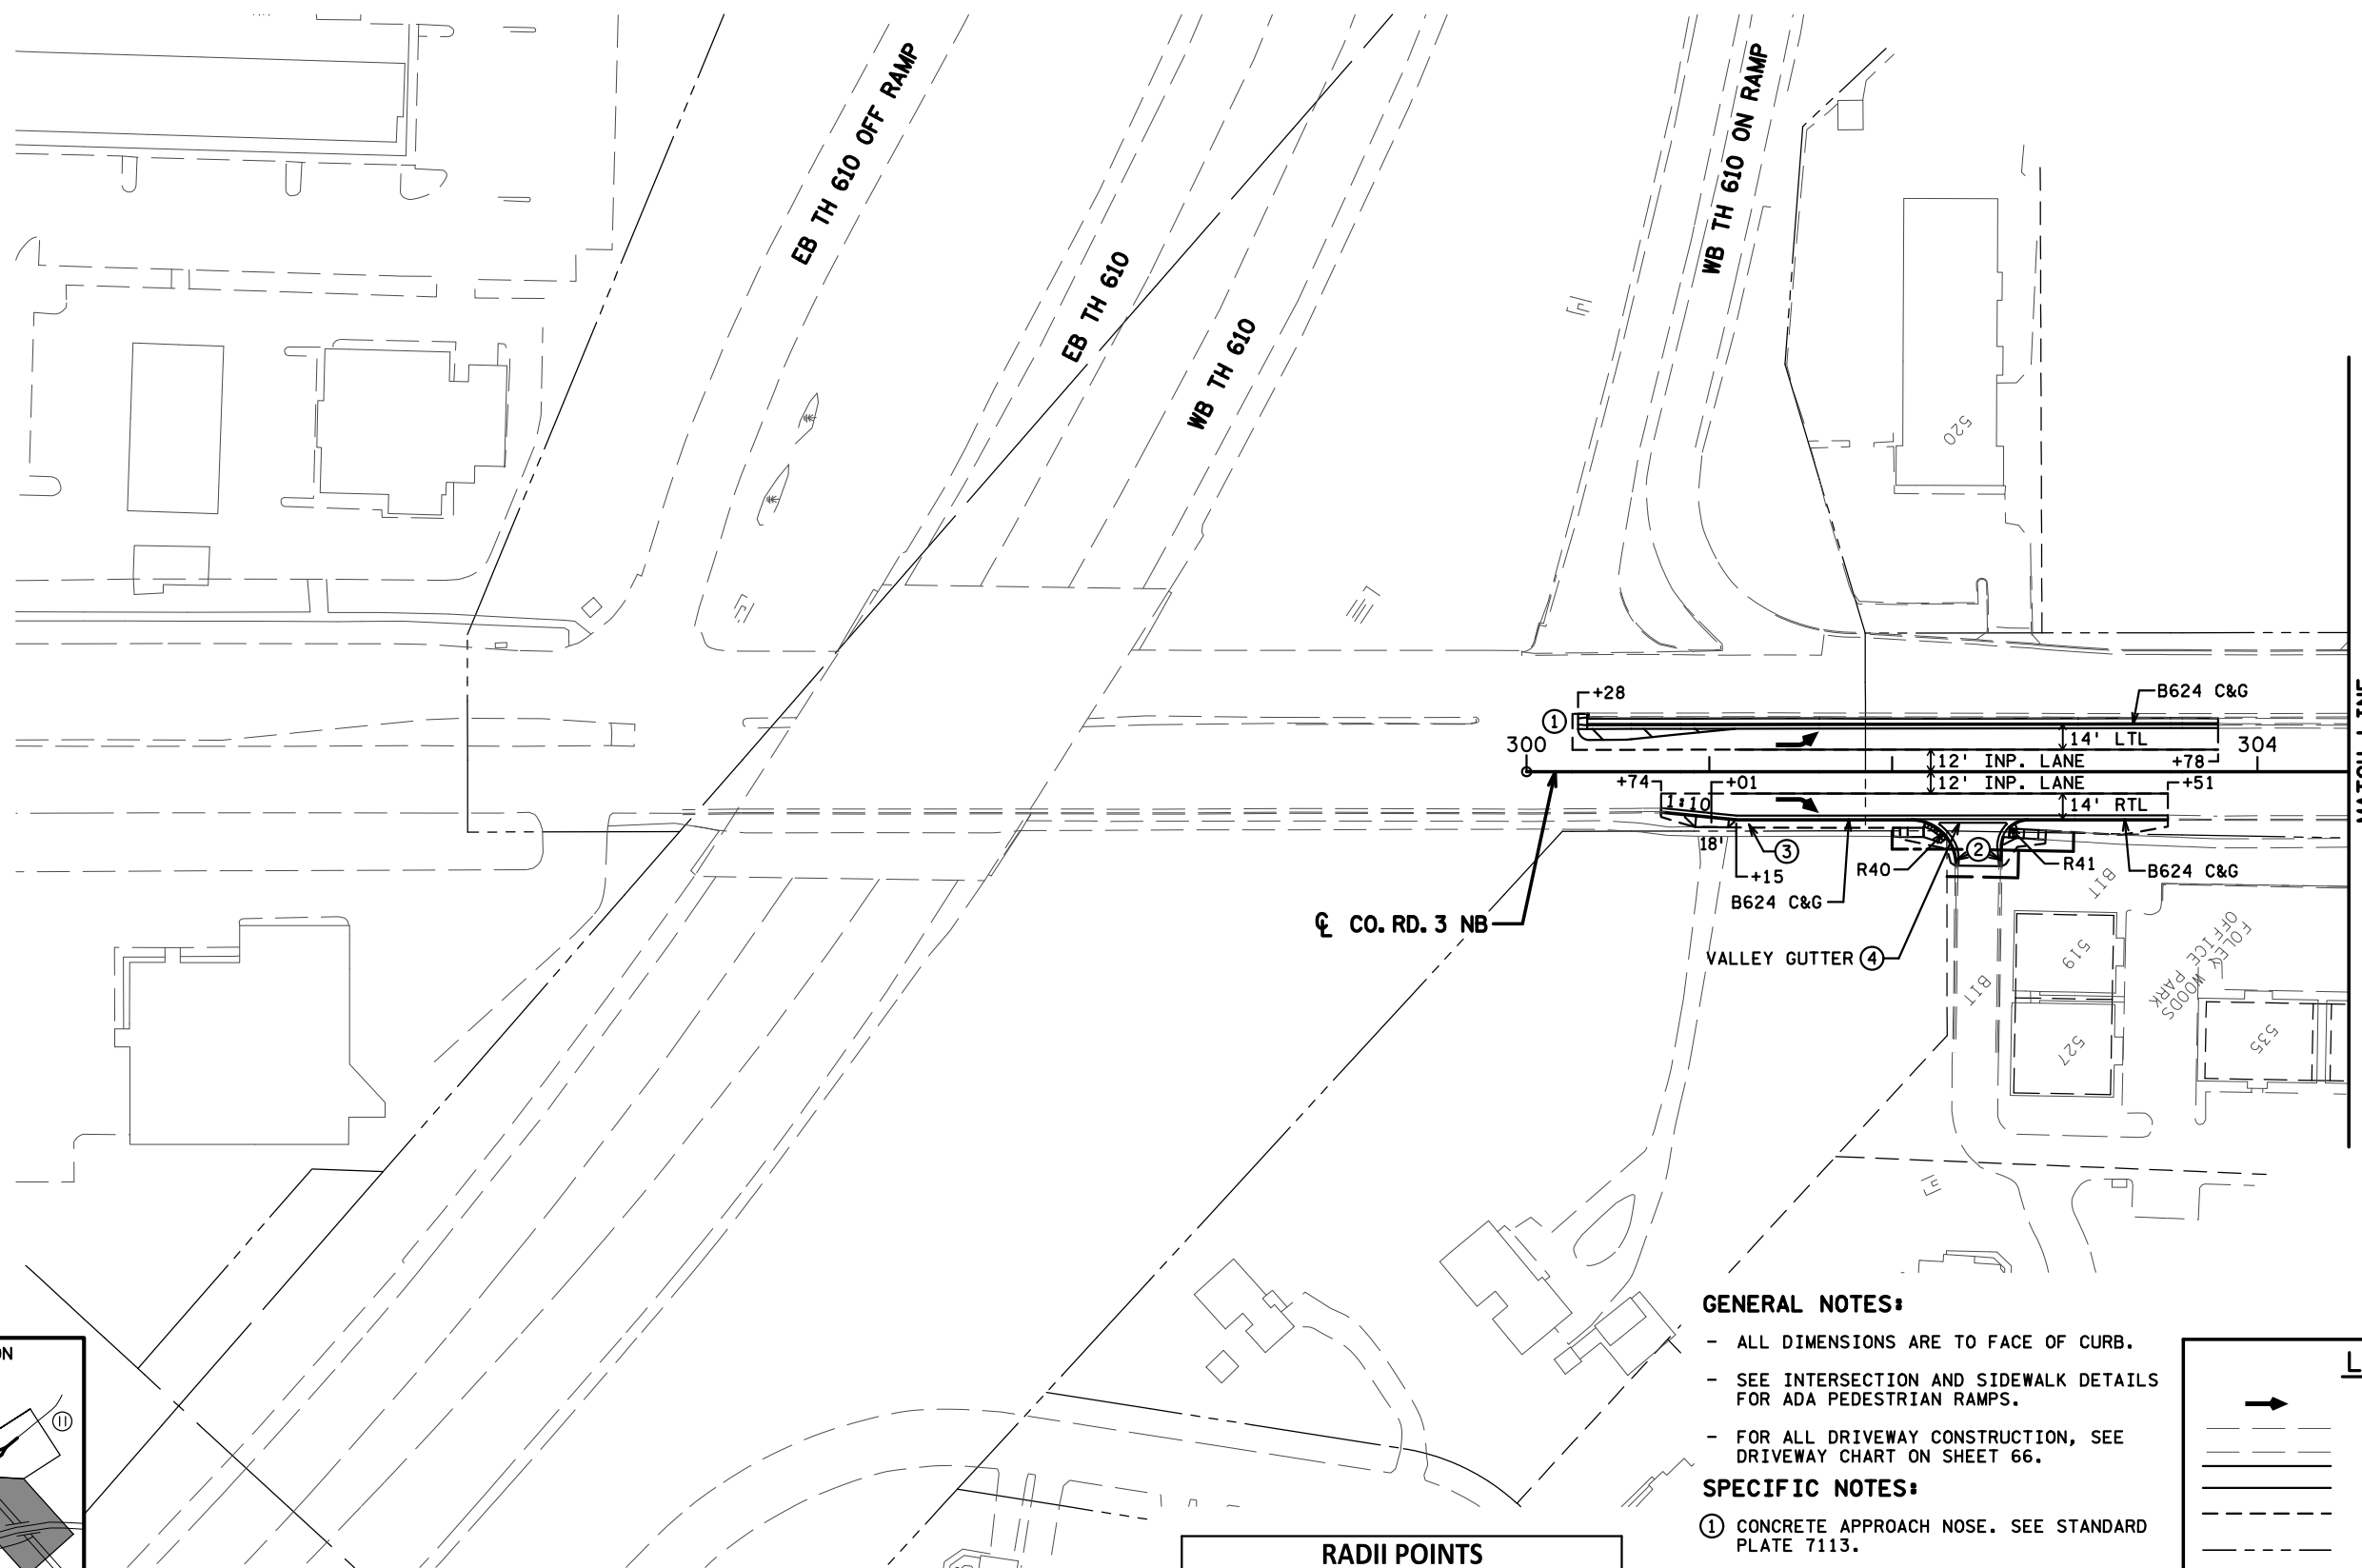 EB TH 610 OFF RAMP
EB TH 610
WB TH 610
WB TH 610 ON RAMP
520
+28
B624 C&G
1
14' LTL
300
304
12' INP. LANE
+78
+74
+01
12' INP. LANE
+51
1:10
14' RTL
18'
3
2
+15
R40
R41
B624 C&G
B624 C&G
BIT
℄ CO. RD. 3 NB
VALLEY GUTTER 4
519
FOLEY WOODS
OFFICE PARK
BIT
527
535
GENERAL NOTES:
- ALL DIMENSIONS ARE TO FACE OF CURB.
- SEE INTERSECTION AND SIDEWALK DETAILS
FOR ADA PEDESTRIAN RAMPS.
- FOR ALL DRIVEWAY CONSTRUCTION, SEE
DRIVEWAY CHART ON SHEET 66.
SPECIFIC NOTES:
1 CONCRETE APPROACH NOSE. SEE STANDARD
PLATE 7113.
RADII POINTS
11